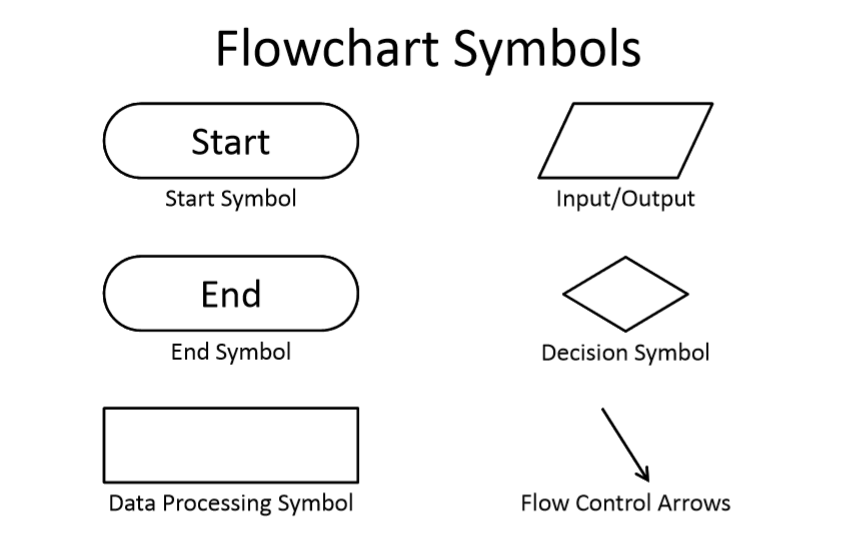 Flowchart Symbols
Start
Start Symbol
Input/Output
End
End Symbol
Decision Symbol
Data Processing Symbol
Flow Control Arrows